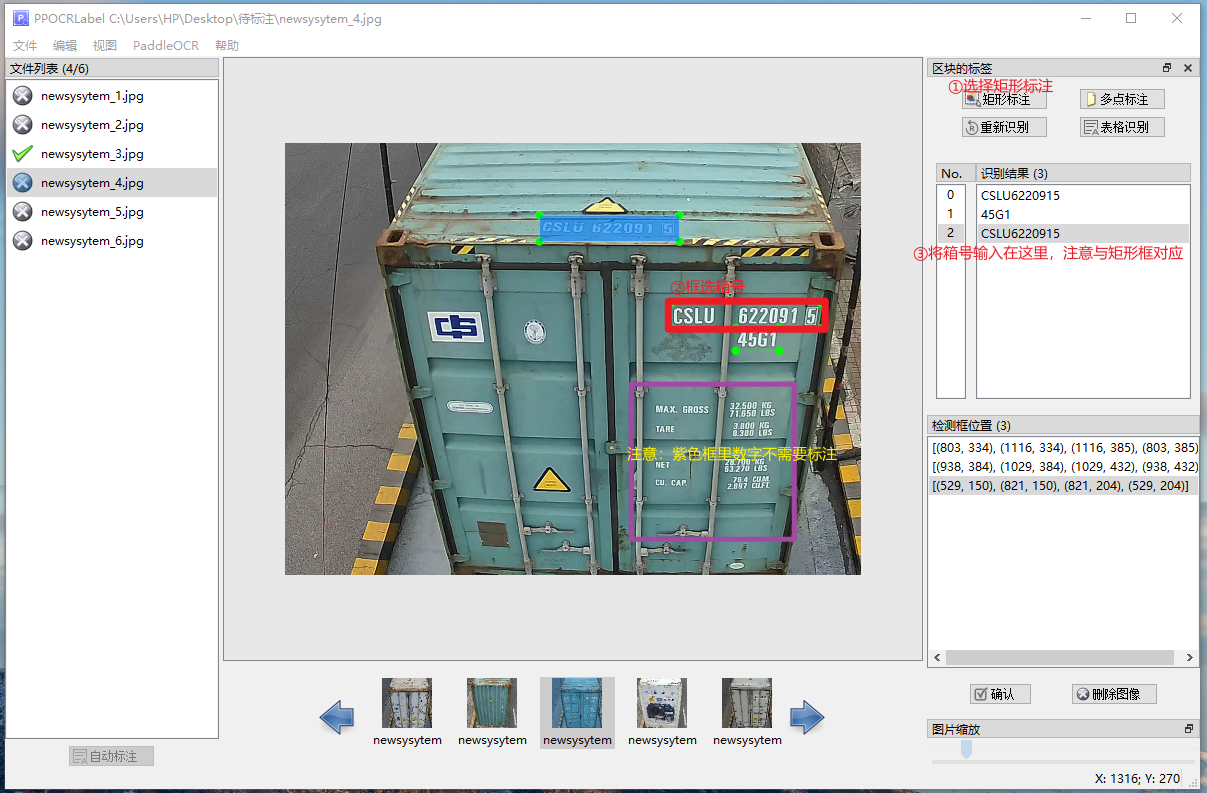 PPOCRLabel C:\Users\HP\Desktop\待标注\newsysytem_4.jpg
文件 编辑 视图 PaddleOCR 帮助
文件列表 (4/6)
newsysytem_1.jpg
newsysytem_2.jpg
newsysytem_3.jpg
newsysytem_4.jpg
newsysytem_5.jpg
newsysytem_6.jpg
自动标注
CSLU 622091 5
②框选箱号
CSLU 622091 5
45G1
MAX. GROSS 32.500 KG
71.650 LBS
TARE 3.800 KG
8.380 LBS
注意：紫色框里数字不需要标注
NET 28.700 KG
63.270 LBS
CU. CAP. 76.4 CU.M.
2.697 CU.FT.
newsysytem newsysytem newsysytem newsysytem newsysytem
区块的标签
①选择矩形标注
矩形标注 多点标注
重新识别 表格识别
No. 识别结果 (3)
0 CSLU6220915
1 45G1
2 CSLU6220915
③将箱号输入在这里，注意与矩形框对应
检测框位置 (3)
[(803, 334), (1116, 334), (1116, 385), (803, 385)
[(938, 384), (1029, 384), (1029, 432), (938, 432)
[(529, 150), (821, 150), (821, 204), (529, 204)]
确认 删除图像
图片缩放
X: 1316; Y: 270